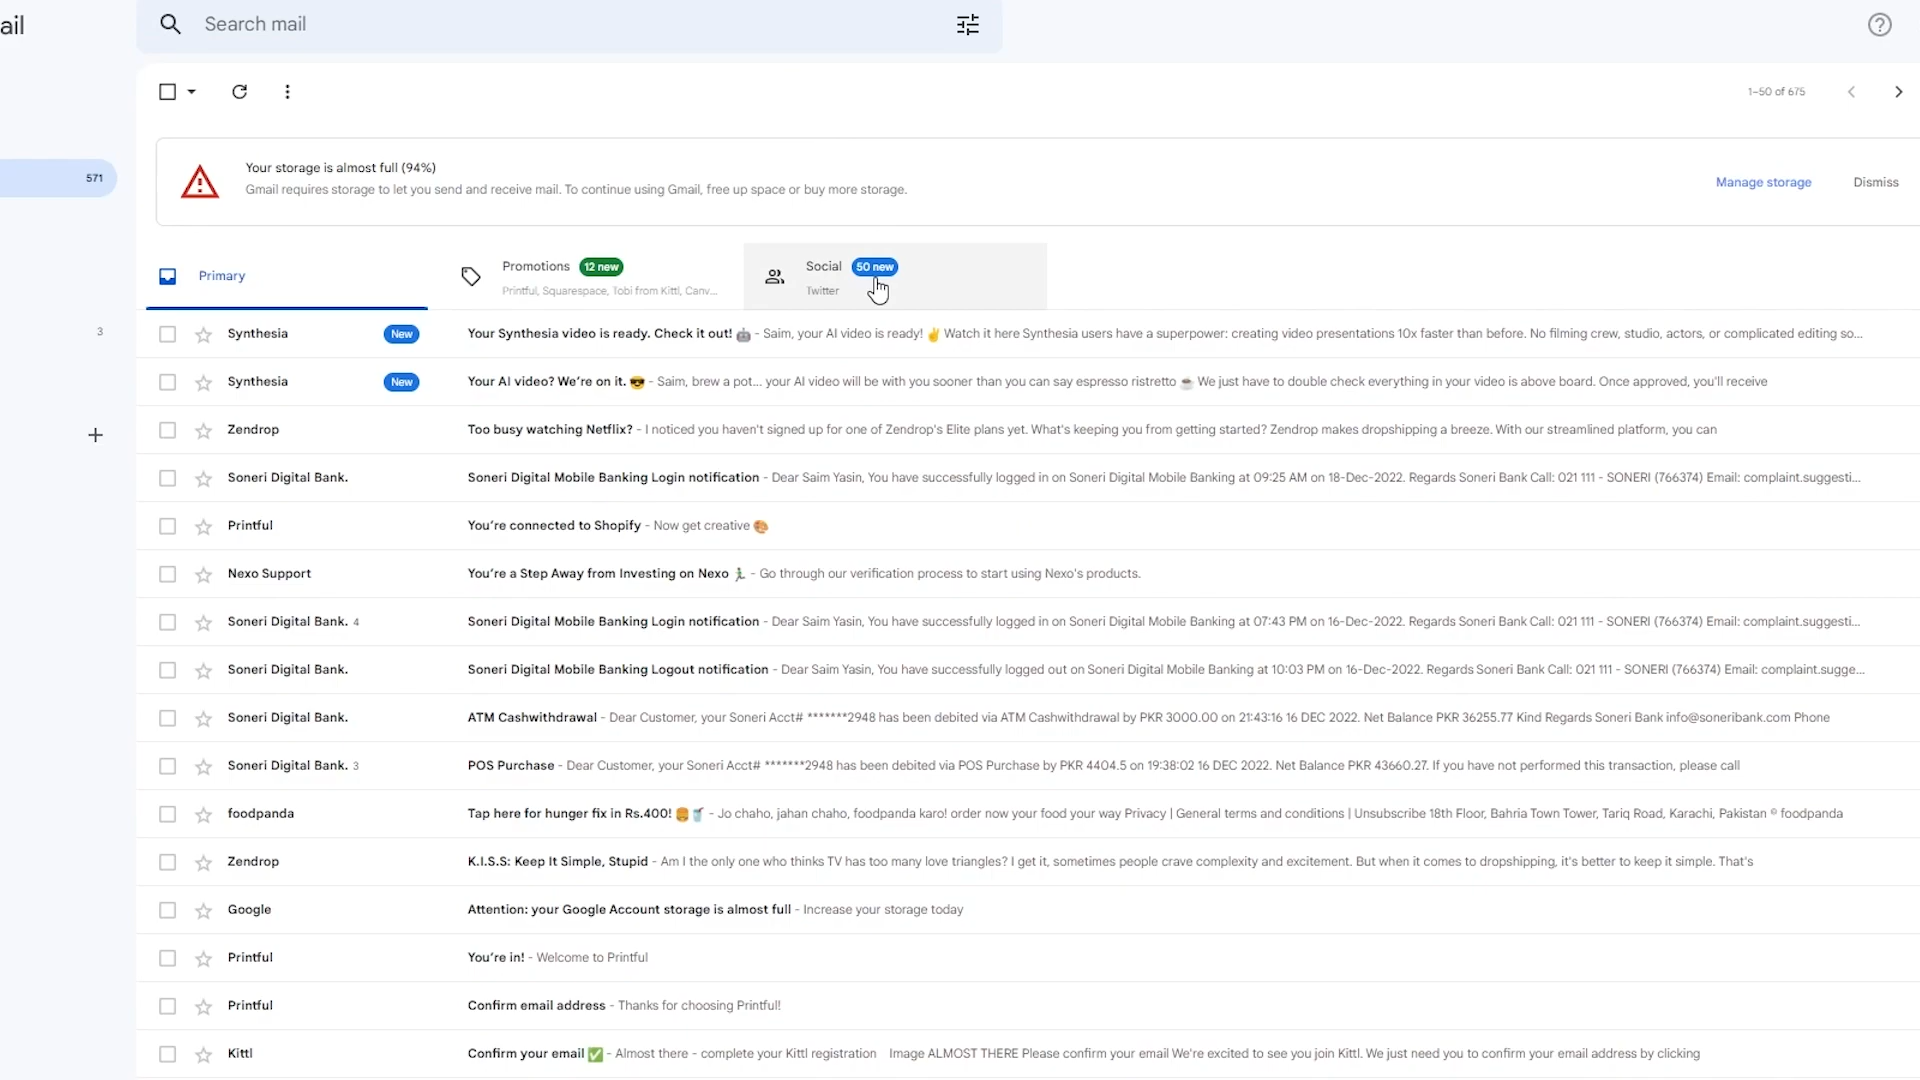 ail
Search mail
1–50 of 675
571
Your storage is almost full (94%)
Gmail requires storage to let you send and receive mail. To continue using Gmail, free up space or buy more storage.
Manage storage
Dismiss
Primary
Promotions 12 new
Printful, Squarespace, Tobi from Kittl, Canv...
Social 50 new
Twitter
3
Synthesia New Your Synthesia video is ready. Check it out! 🤖 - Saim, your AI video is ready! ✌ Watch it here Synthesia users have a superpower: creating video presentations 10x faster than before. No filming crew, studio, actors, or complicated editing so...
Synthesia New Your AI video? We're on it. 😎 - Saim, brew a pot... your AI video will be with you sooner than you can say espresso ristretto ☕ We just have to double check everything in your video is above board. Once approved, you'll receive
Zendrop Too busy watching Netflix? - I noticed you haven't signed up for one of Zendrop's Elite plans yet. What's keeping you from getting started? Zendrop makes dropshipping a breeze. With our streamlined platform, you can
Soneri Digital Bank. Soneri Digital Mobile Banking Login notification - Dear Saim Yasin, You have successfully logged in on Soneri Digital Mobile Banking at 09:25 AM on 18-Dec-2022. Regards Soneri Bank Call: 021 111 - SONERI (766374) Email: complaint.suggesti...
Printful You're connected to Shopify - Now get creative 🎨
Nexo Support You're a Step Away from Investing on Nexo 🏃‍♂️ - Go through our verification process to start using Nexo's products.
Soneri Digital Bank. 4 Soneri Digital Mobile Banking Login notification - Dear Saim Yasin, You have successfully logged in on Soneri Digital Mobile Banking at 07:43 PM on 16-Dec-2022. Regards Soneri Bank Call: 021 111 - SONERI (766374) Email: complaint.suggesti...
Soneri Digital Bank. Soneri Digital Mobile Banking Logout notification - Dear Saim Yasin, You have successfully logged out on Soneri Digital Mobile Banking at 10:03 PM on 16-Dec-2022. Regards Soneri Bank Call: 021 111 - SONERI (766374) Email: complaint.sugge...
Soneri Digital Bank. ATM Cashwithdrawal - Dear Customer, your Soneri Acct# *******2948 has been debited via ATM Cashwithdrawal by PKR 3000.00 on 21:43:16 16 DEC 2022. Net Balance PKR 36255.77 Kind Regards Soneri Bank info@soneribank.com Phone
Soneri Digital Bank. 3 POS Purchase - Dear Customer, your Soneri Acct# *******2948 has been debited via POS Purchase by PKR 4404.5 on 19:38:02 16 DEC 2022. Net Balance PKR 43660.27. If you have not performed this transaction, please call
foodpanda Tap here for hunger fix in Rs.400! 🍔🥤 - Jo chaho, jahan chaho, foodpanda karo! order now your food your way Privacy | General terms and conditions | Unsubscribe 18th Floor, Bahria Town Tower, Tariq Road, Karachi, Pakistan © foodpanda
Zendrop K.I.S.S: Keep It Simple, Stupid - Am I the only one who thinks TV has too many love triangles? I get it, sometimes people crave complexity and excitement. But when it comes to dropshipping, it's better to keep it simple. That's
Google Attention: your Google Account storage is almost full - Increase your storage today
Printful You're in! - Welcome to Printful
Printful Confirm email address - Thanks for choosing Printful!
Kittl Confirm your email ✅ - Almost there - complete your Kittl registration Image ALMOST THERE Please confirm your email We're excited to see you join Kittl. We just need you to confirm your email address by clicking